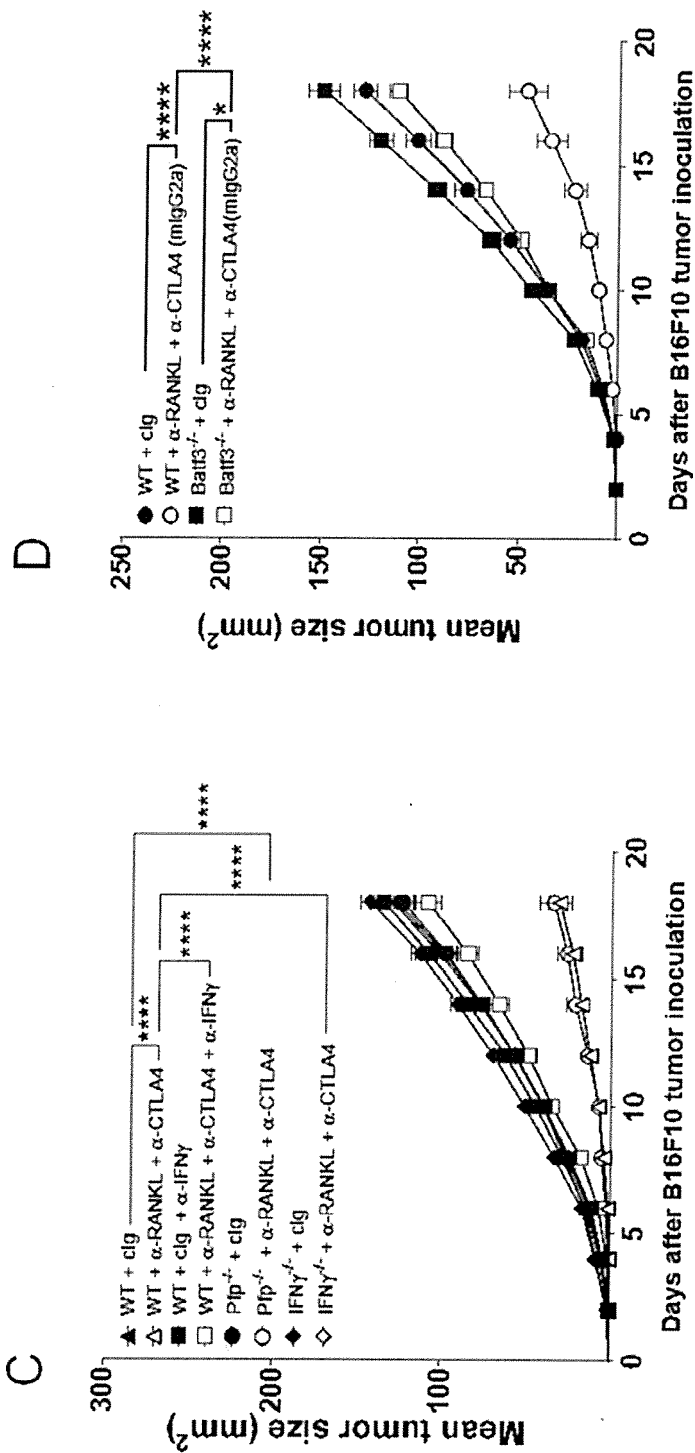 C
300
200
100
0
Mean tumor size (mm²)
WT + cIg
WT + α-RANKL + α-CTLA4
WT + cIg + α-IFNγ
WT + α-RANKL + α-CTLA4 + α-IFNγ
Pfp-/- + cIg
Pfp-/- + α-RANKL + α-CTLA4
IFNγ-/- + cIg
IFNγ-/- + α-RANKL + α-CTLA4
****
****
****
****
0
5
10
15
20
Days after B16F10 tumor inoculation
D
250
200
150
100
50
0
Mean tumor size (mm²)
WT + cIg
WT + α-RANKL + α-CTLA4 (mIgG2a)
Batf3-/- + cIg
Batf3-/- + α-RANKL + α-CTLA4(mIgG2a)
****
*
****
0
5
10
15
20
Days after B16F10 tumor inoculation